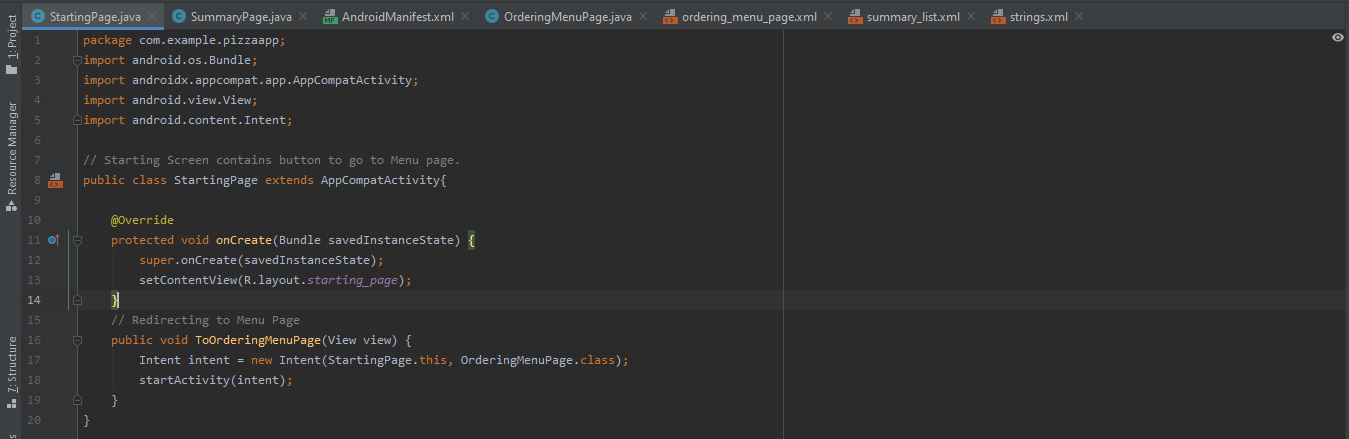 StartingPage.java SummaryPage.java AndroidManifest.xml OrderingMenuPage.java ordering_menu_page.xml summary_list.xml strings.xml
1: Project
Resource Manager
7: Structure
1 package com.example.pizzaapp;
2 import android.os.Bundle;
3 import androidx.appcompat.app.AppCompatActivity;
4 import android.view.View;
5 import android.content.Intent;
6
7 // Starting Screen contains button to go to Menu page.
8 public class StartingPage extends AppCompatActivity{
9
10 @Override
11 protected void onCreate(Bundle savedInstanceState) {
12 super.onCreate(savedInstanceState);
13 setContentView(R.layout.starting_page);
14 }
15 // Redirecting to Menu Page
16 public void ToOrderingMenuPage(View view) {
17 Intent intent = new Intent(StartingPage.this, OrderingMenuPage.class);
18 startActivity(intent);
19 }
20 }